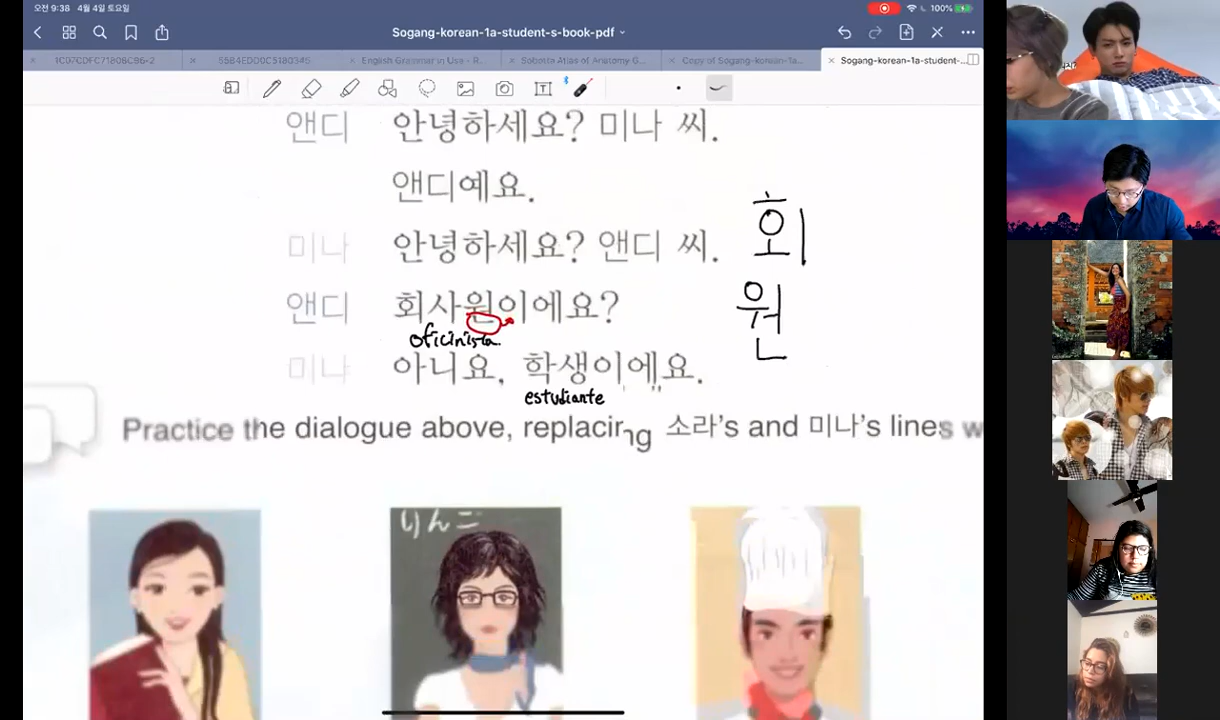 오전 9:38 4월 4일 토요일
100%
Sogang-korean-1a-student-s-book-pdf
1C07CDFC71808C96-2
English Grammar in Use - R...
Sobotta Atlas of Anatomy G...
Copy of Sogang-korean-1a...
Sogang-korean-1a-student-...
앤디 안녕하세요? 미나 씨.
앤디예요.
미나 안녕하세요? 앤디 씨.
회
앤디 회사원이에요?
원
oficinista.
미나 아니요, 학생이에요.
estudiante
Practice the dialogue above, replacing 소라's and 미나's lines w
りんご